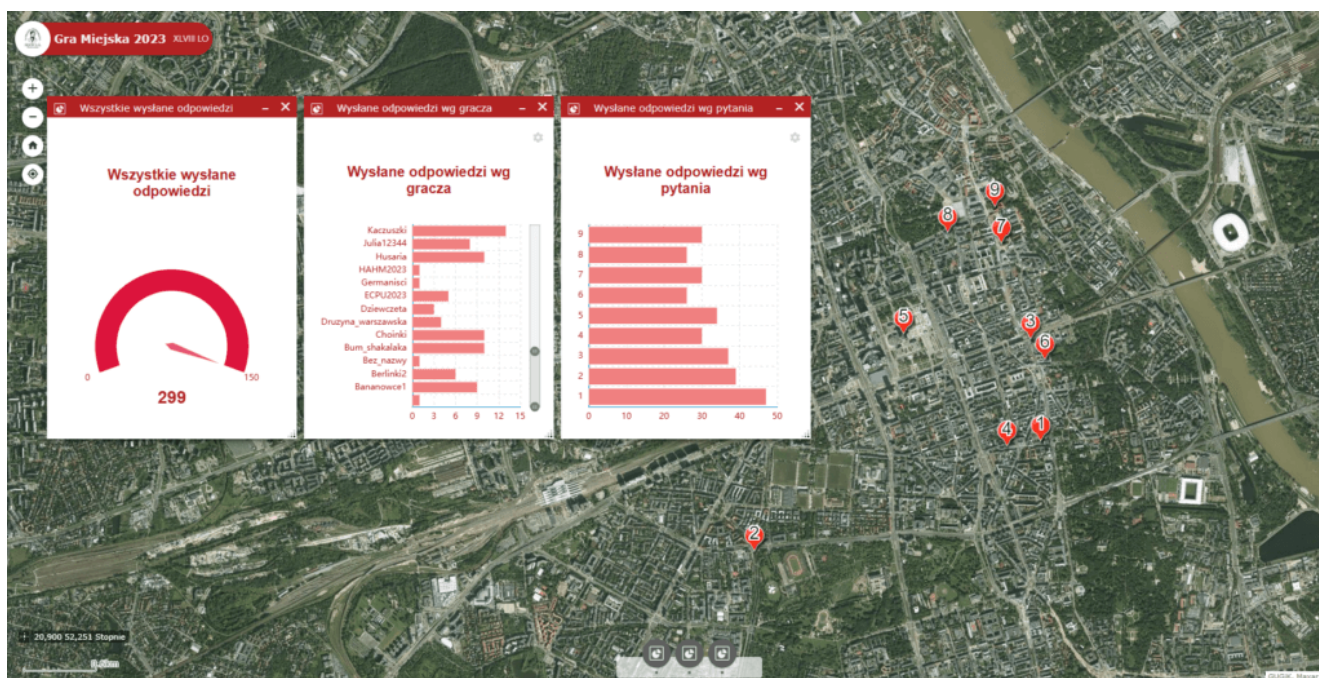 Gra Miejska 2023 XLVIII LO
Wszystkie wysłane odpowiedzi
Wszystkie wysłane
odpowiedzi
0
150
299
Wysłane odpowiedzi wg gracza
Wysłane odpowiedzi wg
gracza
Kaczuszki
Julia12344
Husaria
HAHM2023
Germanisci
ECPU2023
Dziewczeta
Druzyna_warszawska
Choinki
Bum_shakalaka
Bez_nazwy
Berlinki2
Bananowce1
0 3 6 9 12 15
Wysłane odpowiedzi wg pytania
Wysłane odpowiedzi wg
pytania
9
8
7
6
5
4
3
2
1
0 10 20 30 40 50
9
8
7
5
3
6
4
1
2
20,900 52,251 Stopnie